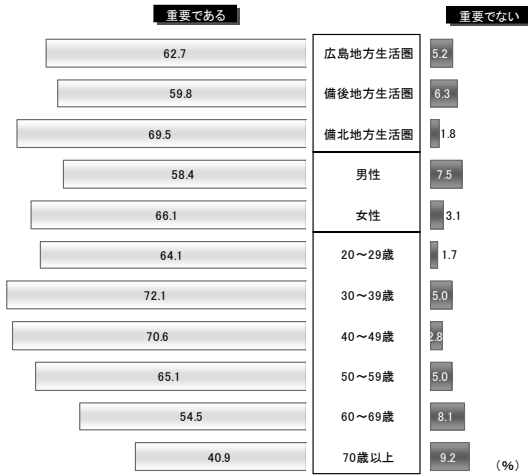 重要である 重要でない
62.7 広島地方生活圏 5.2
59.8 備後地方生活圏 6.3
69.5 備北地方生活圏 1.8
58.4 男性 7.5
66.1 女性 3.1
64.1 20～29歳 1.7
72.1 30～39歳 5.0
70.6 40～49歳 2.8
65.1 50～59歳 5.0
54.5 60～69歳 8.1
40.9 70歳以上 9.2 (%)